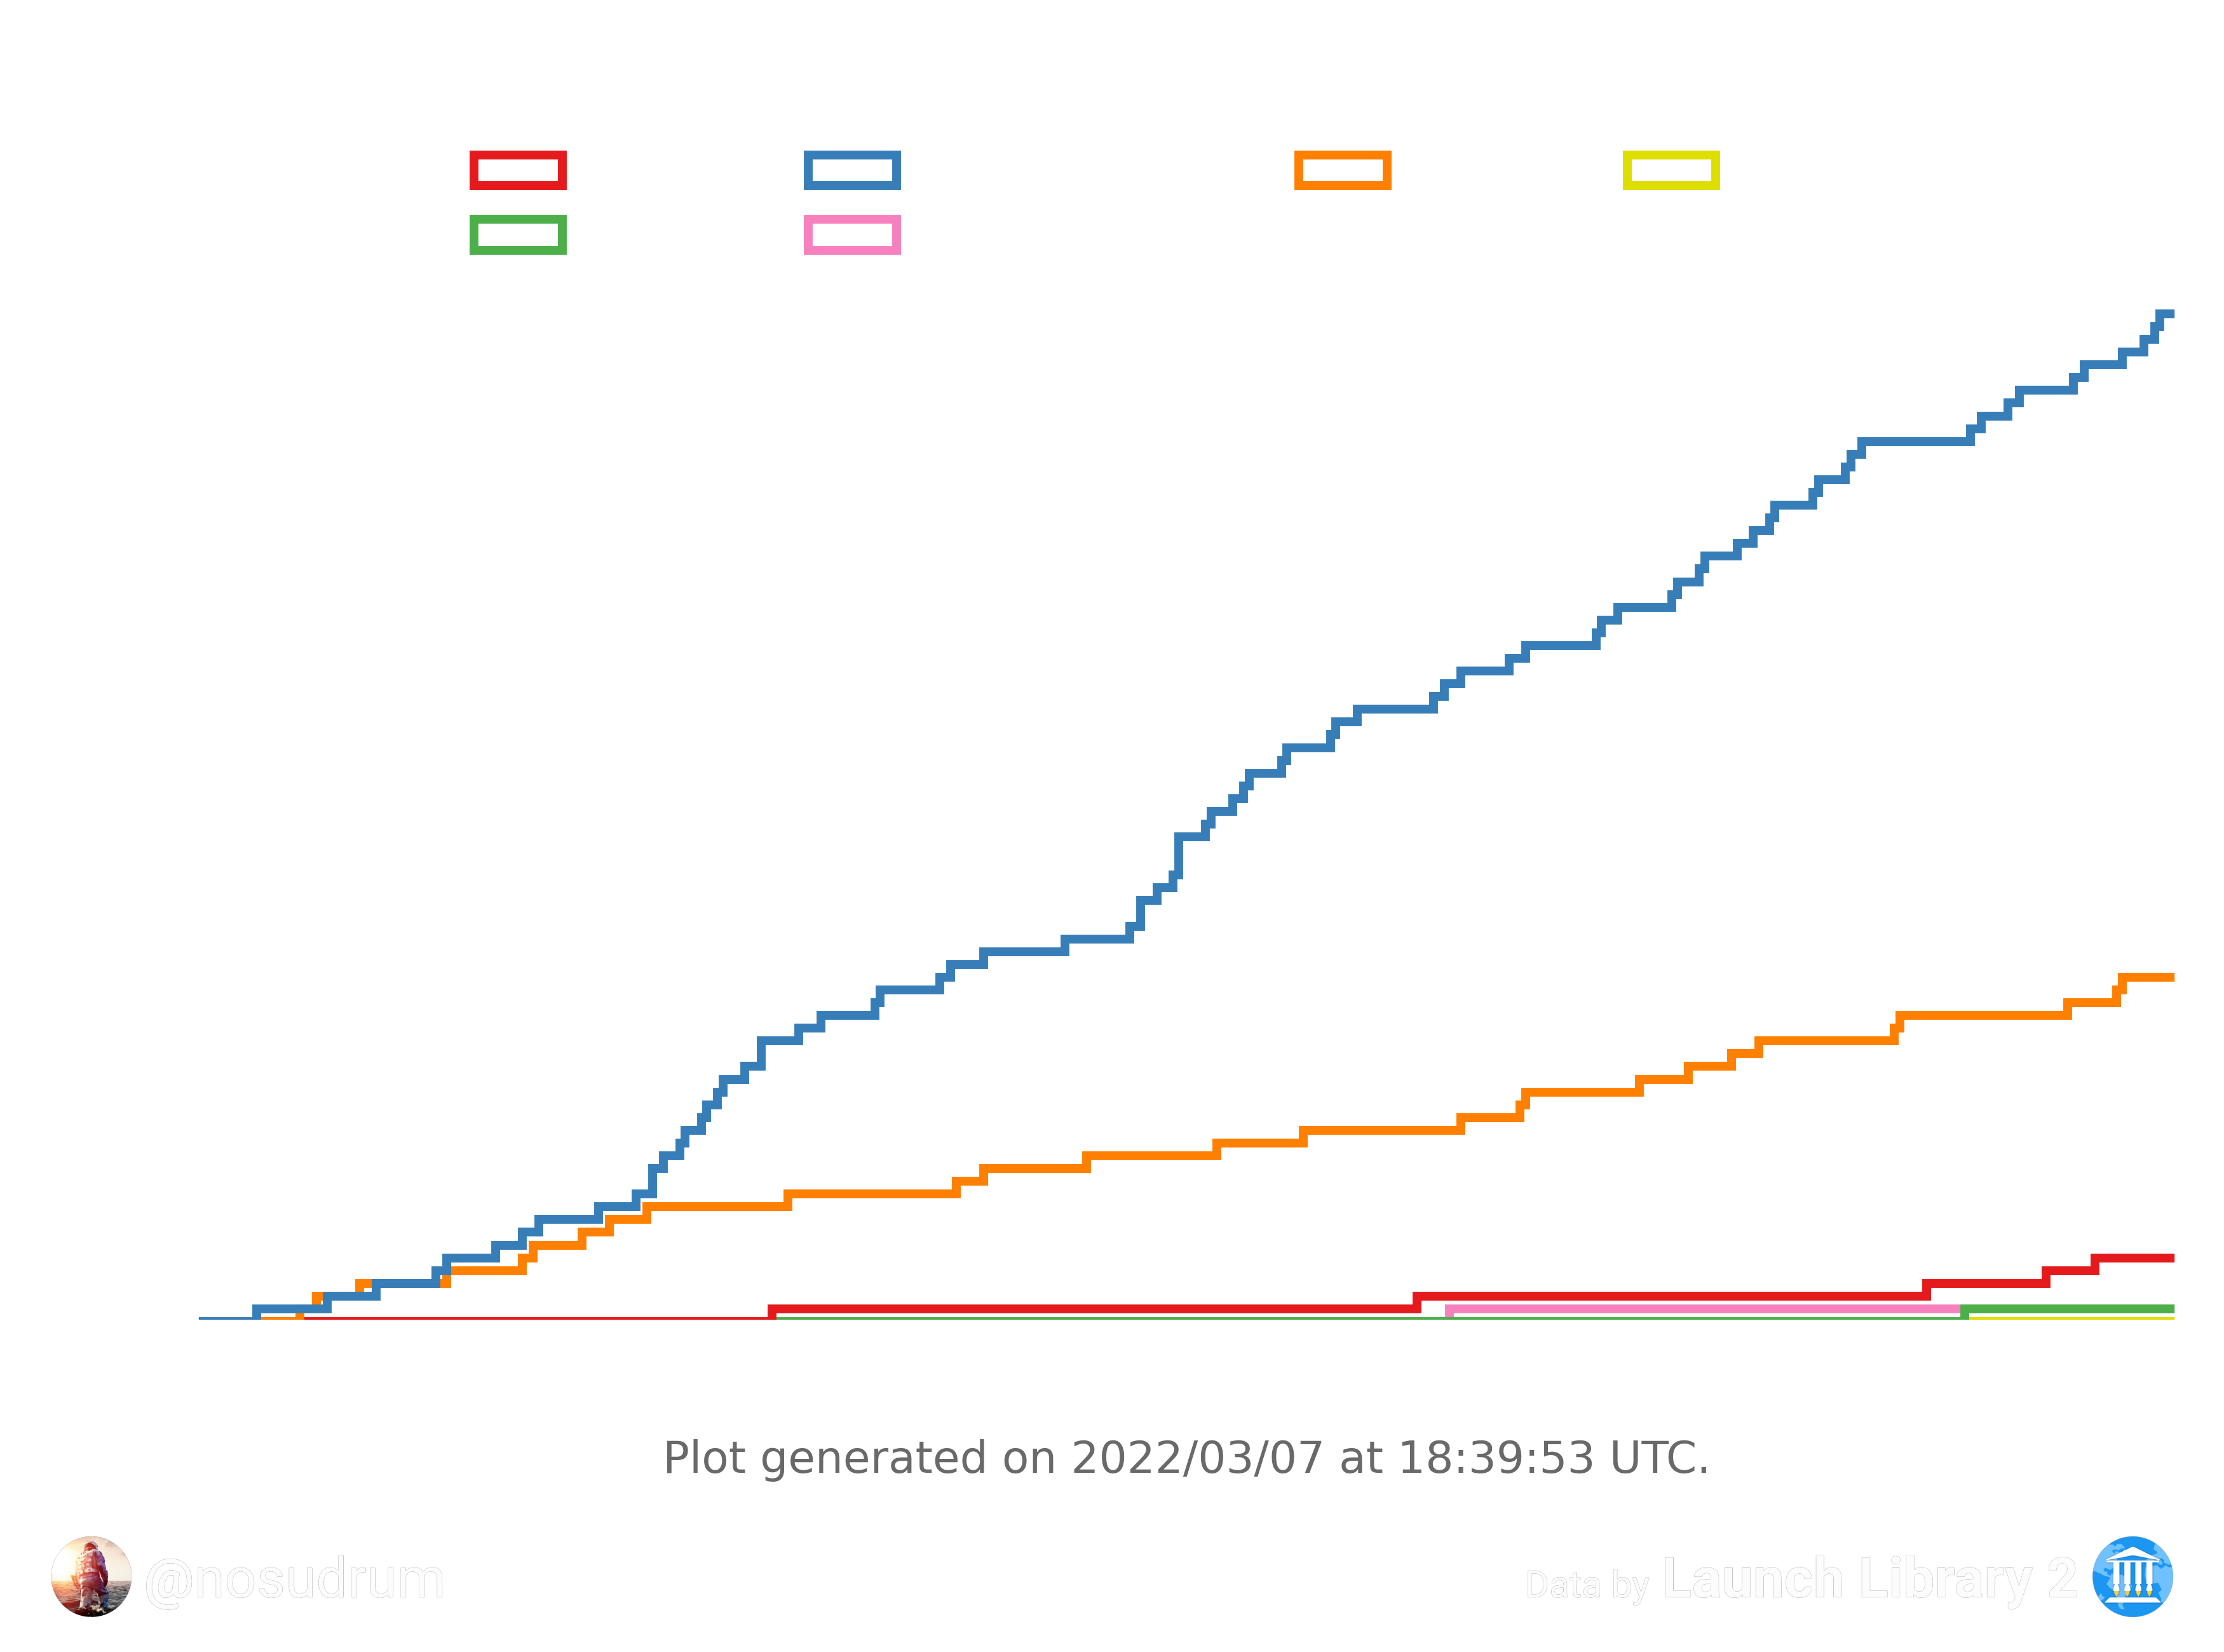 Plot generated on 2022/03/07 at 18:39:53 UTC.
@nosudrum
Data by Launch Library 2